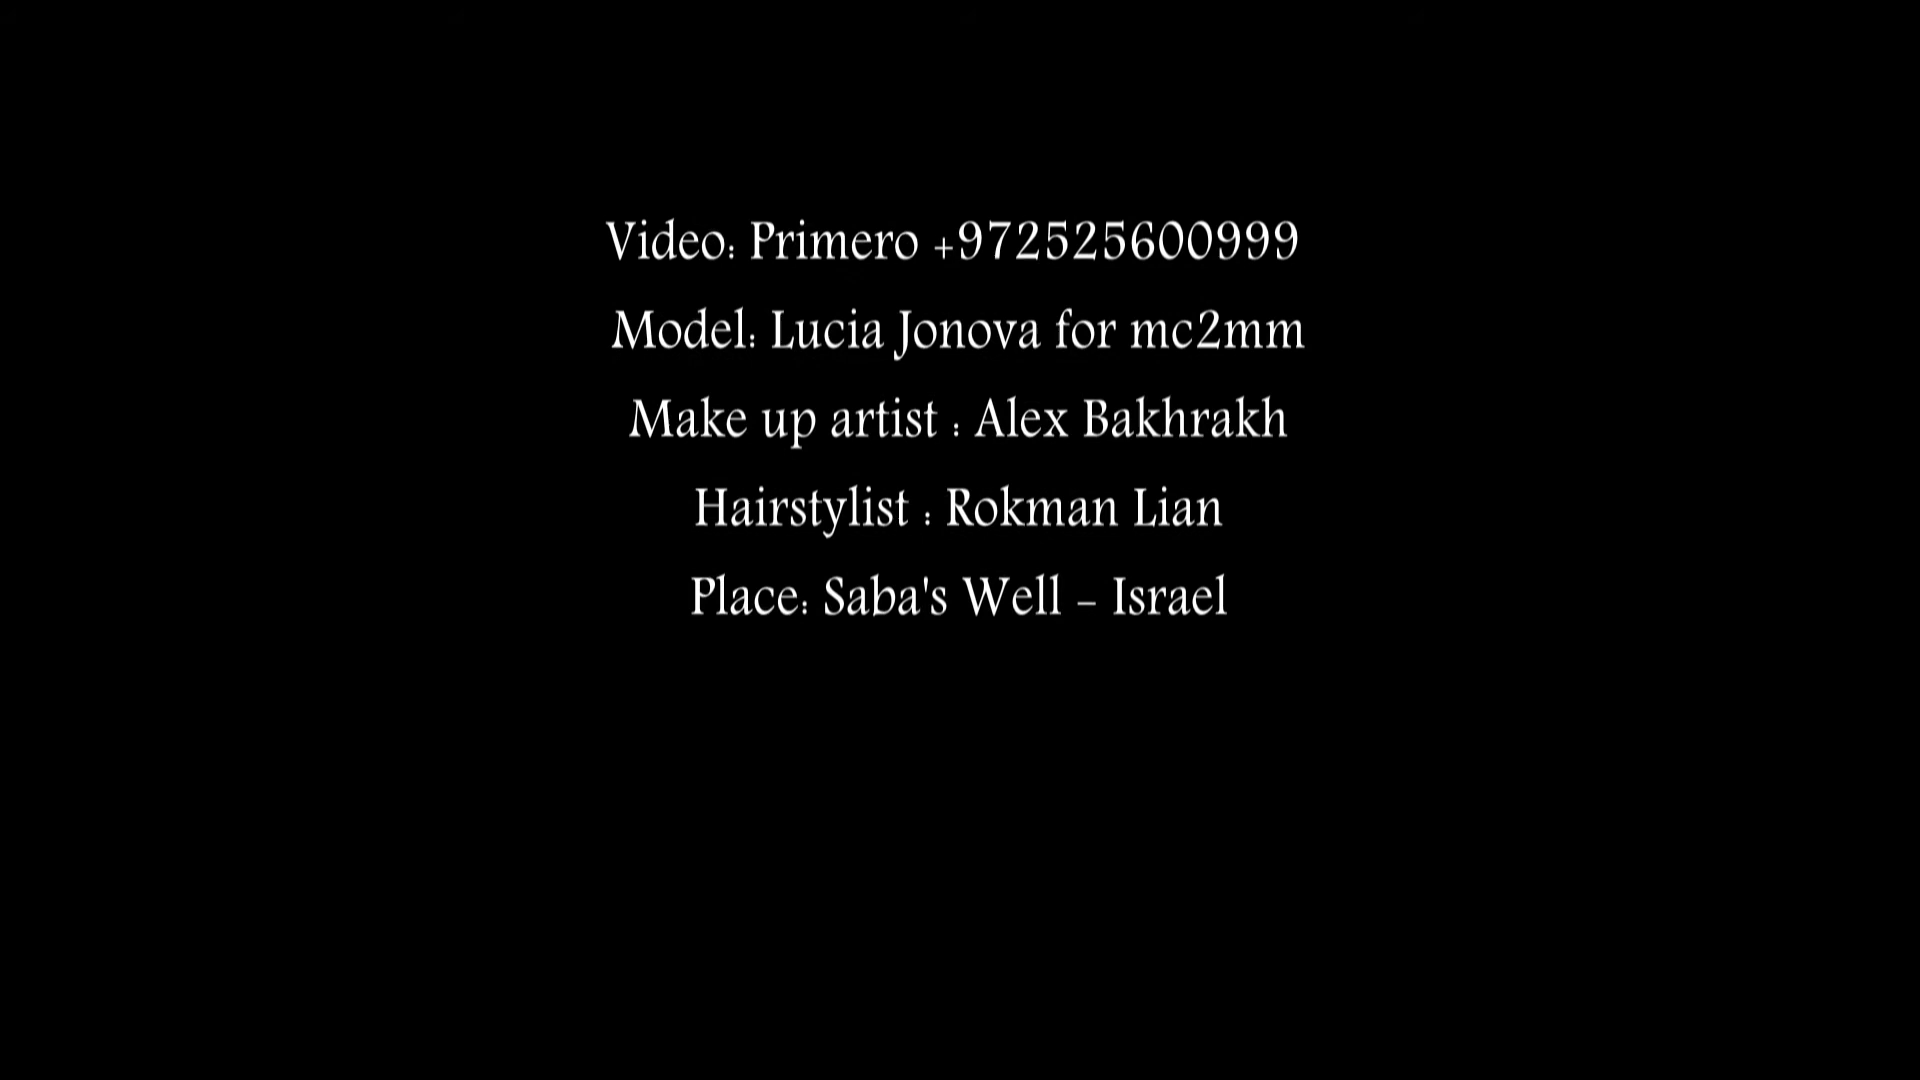 Video: Primero +972525600999
Model: Lucia Jonova for mc2mm
Make up artist : Alex Bakhrakh
Hairstylist : Rokman Lian
Place: Saba's Well - Israel